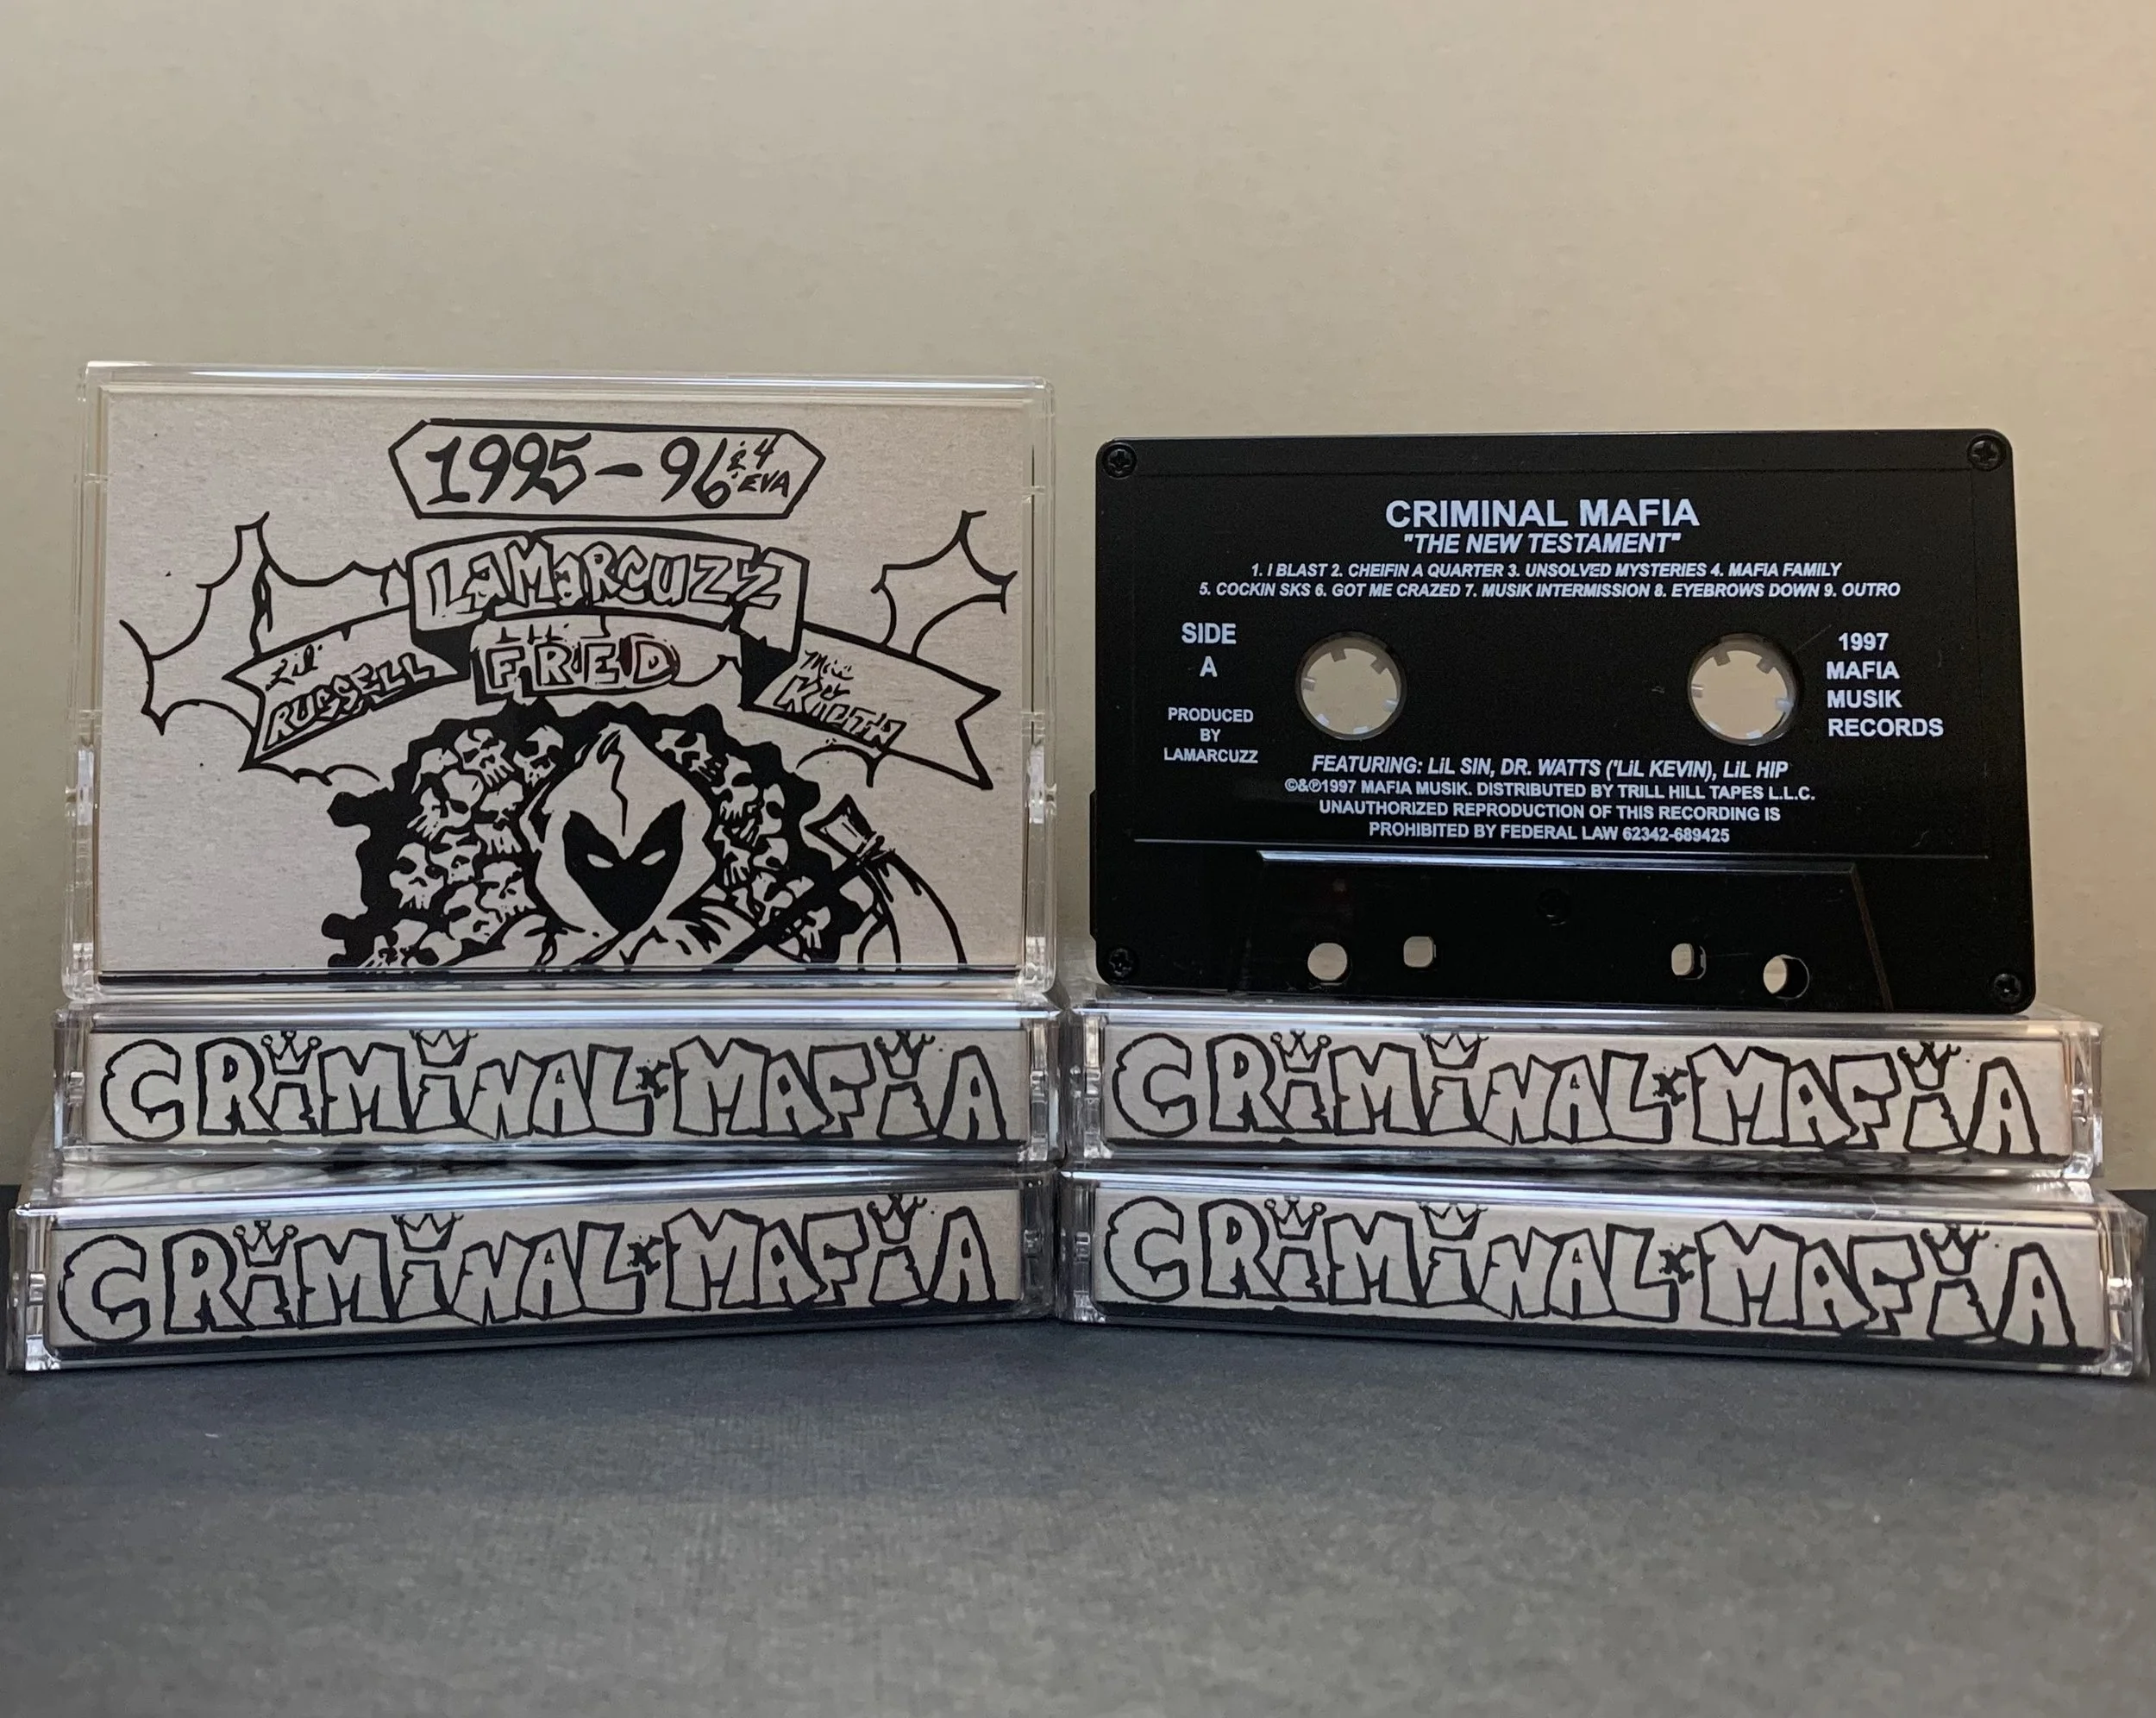 1995-96 & 4
EVA
LaMaRCUZZ
Lil'
RUSSELL
LiL'
FRED
CRIMINAL MAFIA
"THE NEW TESTAMENT"
1. I BLAST 2. CHEIFIN A QUARTER 3. UNSOLVED MYSTERIES 4. MAFIA FAMILY
5. COCKIN SKS 6. GOT ME CRAZED 7. MUSIK INTERMISSION 8. EYEBROWS DOWN 9. OUTRO
SIDE
A
PRODUCED
BY
LAMARCUZZ
1997
MAFIA
MUSIK
RECORDS
FEATURING: LiL SIN, DR. WATTS ('LiL KEVIN), LiL HIP
©&℗1997 MAFIA MUSIK. DISTRIBUTED BY TRILL HILL TAPES L.L.C.
UNAUTHORIZED REPRODUCTION OF THIS RECORDING IS
PROHIBITED BY FEDERAL LAW 62342-689425
CRiMiNAL MAFiA
CRiMiNAL MAFiA
CRiMiNAL MAFiA
CRiMiNAL MAFiA